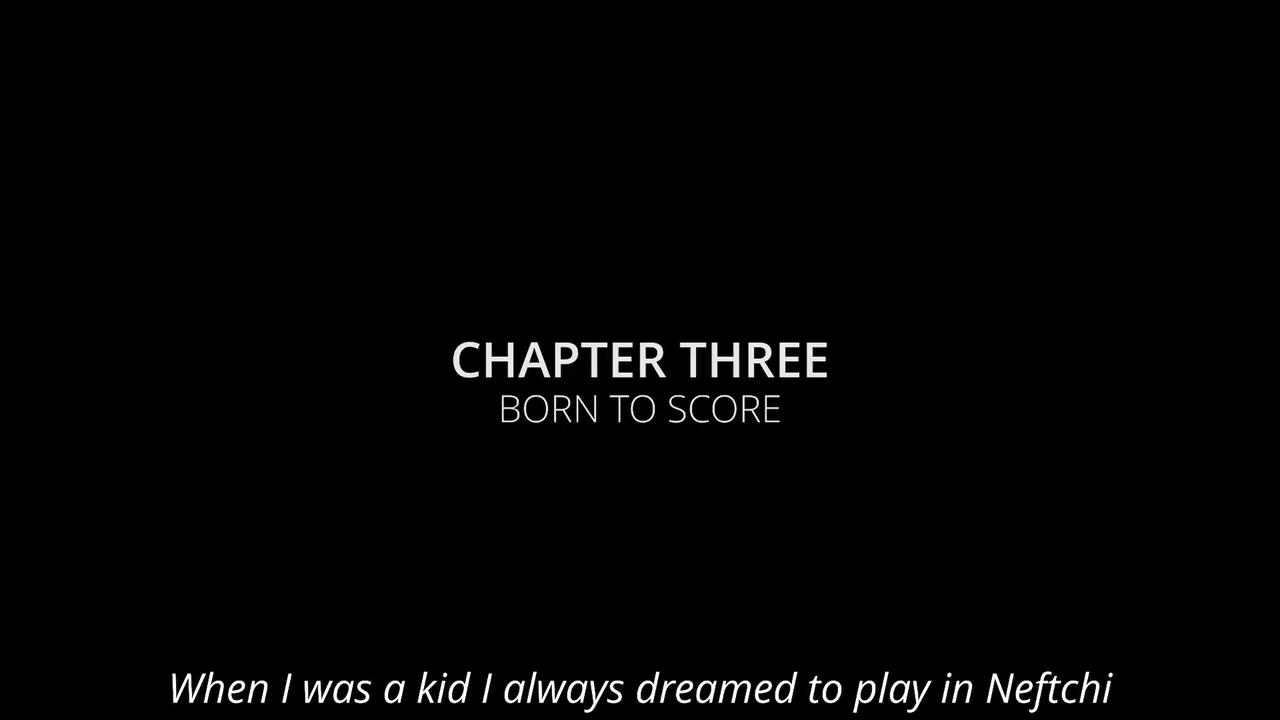 CHAPTER THREE
BORN TO SCORE
When I was a kid I always dreamed to play in Neftchi